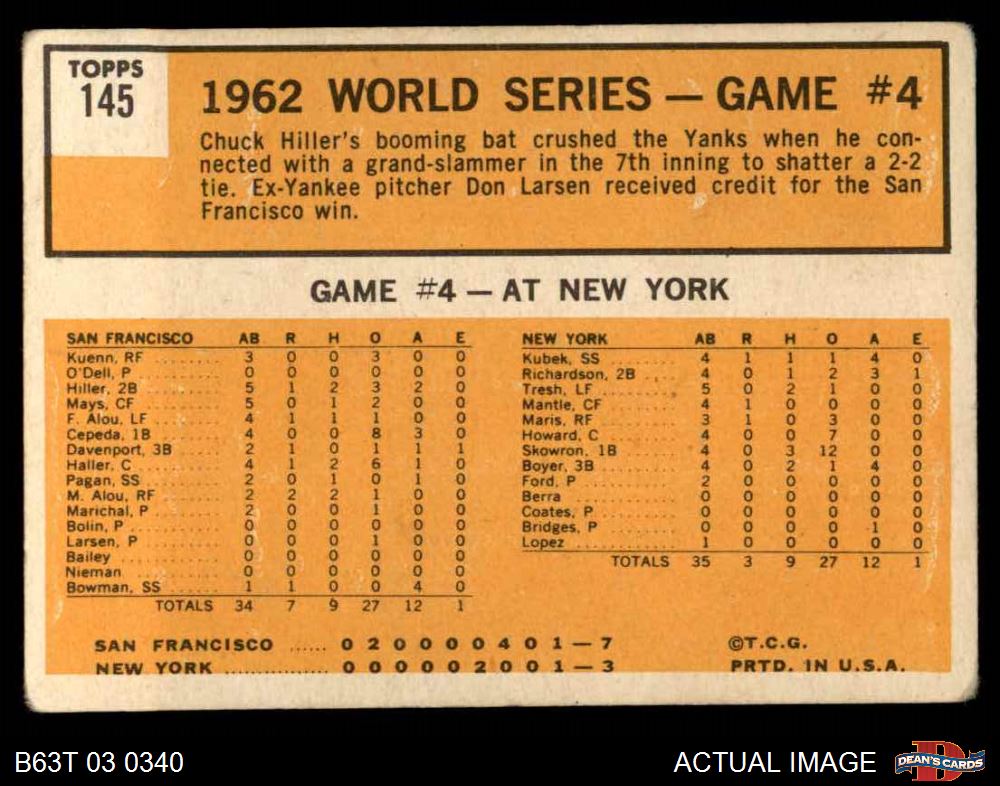 TOPPS
145
1962 WORLD SERIES — GAME #4
Chuck Hiller's booming bat crushed the Yanks when he con-
nected with a grand-slammer in the 7th inning to shatter a 2-2
tie. Ex-Yankee pitcher Don Larsen received credit for the San
Francisco win.
GAME #4 — AT NEW YORK
SAN FRANCISCO AB R H O A E
Kuenn, RF ........ 3 0 0 3 0 0
O'Dell, P ........ 0 0 0 0 0 0
Hiller, 2B ........ 5 1 2 3 2 0
Mays, CF ........ 5 0 1 2 0 0
F. Alou, LF ........ 4 1 1 1 0 0
Cepeda, 1B ........ 4 0 0 8 3 0
Davenport, 3B ...... 2 1 0 1 1 1
Haller, C ........ 4 1 2 6 1 0
Pagan, SS ........ 2 0 1 0 1 0
M. Alou, RF ........ 2 2 2 1 0 0
Marichal, P ........ 2 0 0 1 0 0
Bolin, P ........ 0 0 0 0 0 0
Larsen, P ........ 0 0 0 1 0 0
Bailey ........ 0 0 0 0 0 0
Nieman ........ 0 0 0 0 0 0
Bowman, SS ...... 1 1 0 0 4 0
TOTALS 34 7 9 27 12 1
NEW YORK AB R H O A E
Kubek, SS ........ 4 1 1 1 4 0
Richardson, 2B .... 4 0 1 2 3 1
Tresh, LF ........ 5 0 2 1 0 0
Mantle, CF ........ 4 1 0 0 0 0
Maris, RF ........ 3 1 0 3 0 0
Howard, C ........ 4 0 0 7 0 0
Skowron, 1B ...... 4 0 3 12 0 0
Boyer, 3B ........ 4 0 2 1 4 0
Ford, P ........ 2 0 0 0 0 0
Berra ........ 0 0 0 0 0 0
Coates, P ........ 0 0 0 0 0 0
Bridges, P ........ 0 0 0 0 1 0
Lopez ........ 1 0 0 0 0 0
TOTALS 35 3 9 27 12 1
SAN FRANCISCO ...... 0 2 0 0 0 0 4 0 1 — 7
NEW YORK ................ 0 0 0 0 0 2 0 0 1 — 3
©T.C.G.
PRTD. IN U.S.A.
B63T 03 0340
ACTUAL IMAGE
D
DEAN'S CARDS